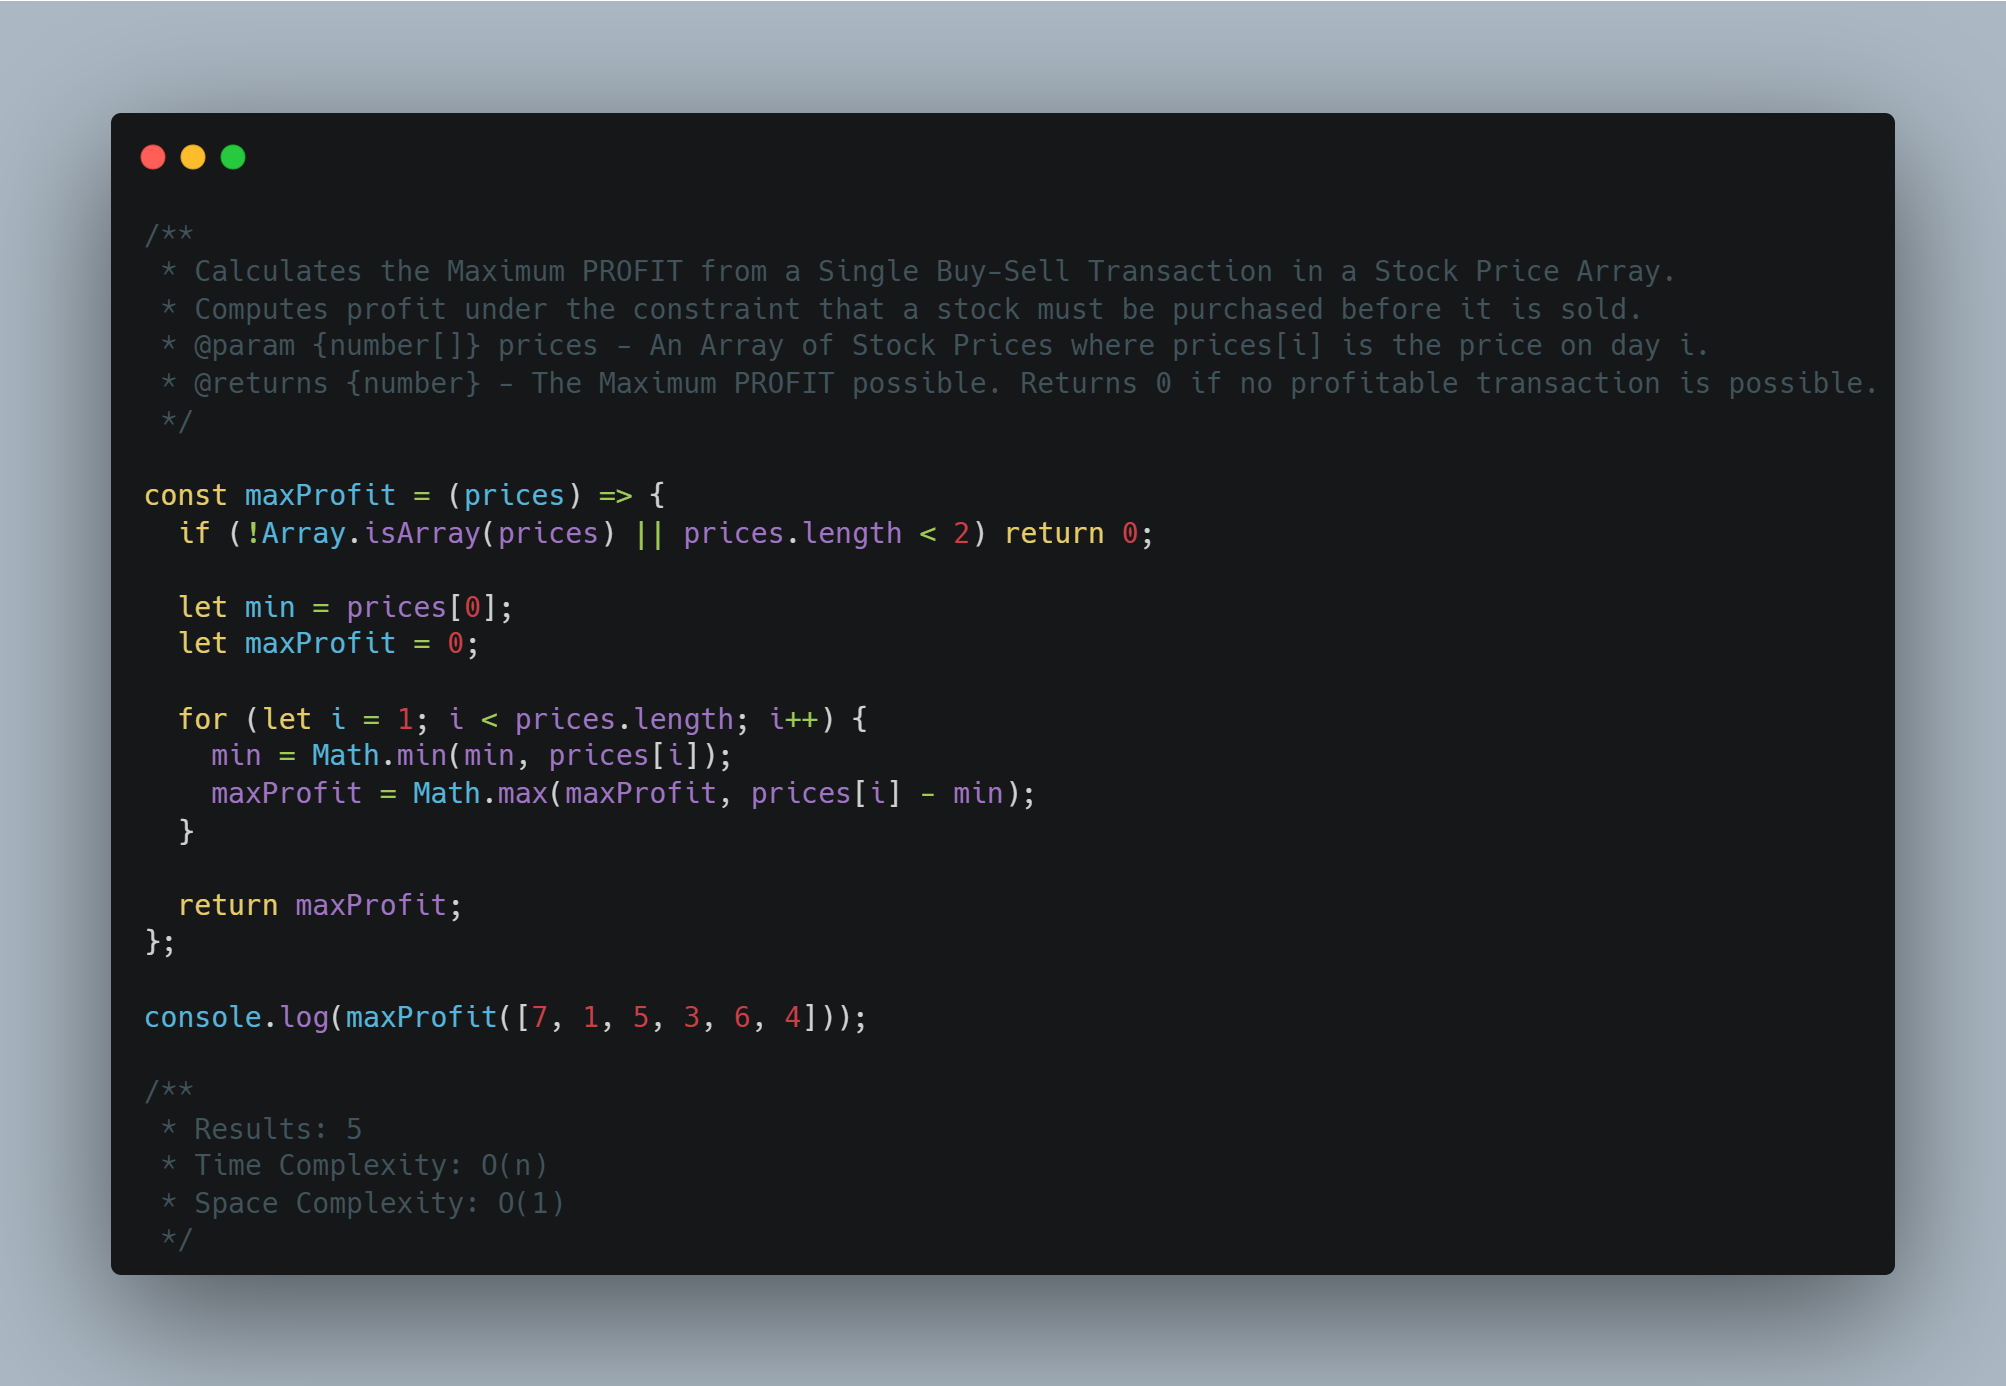 /**
 * Calculates the Maximum PROFIT from a Single Buy-Sell Transaction in a Stock Price Array.
 * Computes profit under the constraint that a stock must be purchased before it is sold.
 * @param {number[]} prices - An Array of Stock Prices where prices[i] is the price on day i.
 * @returns {number} - The Maximum PROFIT possible. Returns 0 if no profitable transaction is possible.
 */

const maxProfit = (prices) => {
  if (!Array.isArray(prices) || prices.length < 2) return 0;

  let min = prices[0];
  let maxProfit = 0;

  for (let i = 1; i < prices.length; i++) {
    min = Math.min(min, prices[i]);
    maxProfit = Math.max(maxProfit, prices[i] - min);
  }

  return maxProfit;
};

console.log(maxProfit([7, 1, 5, 3, 6, 4]));

/**
 * Results: 5
 * Time Complexity: O(n)
 * Space Complexity: O(1)
 */